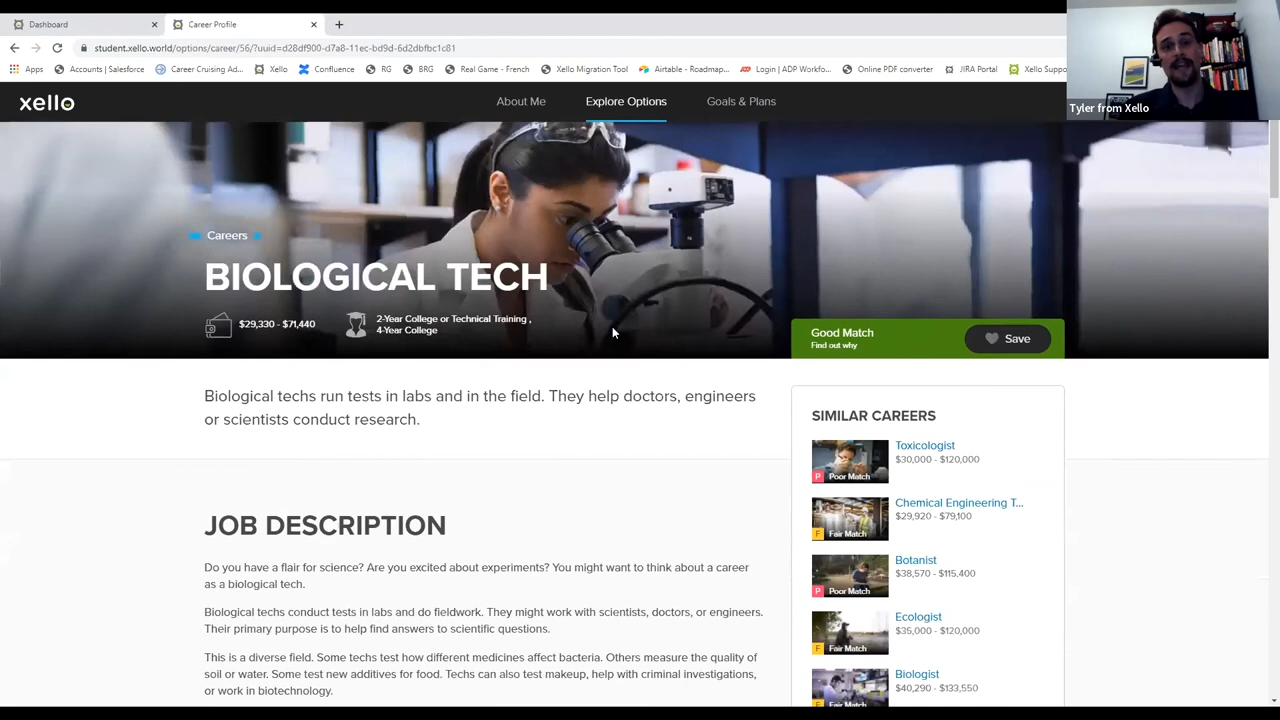 Dashboard
Career Profile
student.xello.world/options/career/56/?uuid=d28df900-d7a8-11ec-bd9d-6d2dbfbc1c81
Apps
Accounts | Salesforce
Career Cruising Ad...
Xello
Confluence
RG
BRG
Real Game - French
Xello Migration Tool
Airtable - Roadmap...
Login | ADP Workfo...
Online PDF converter
JIRA Portal
Xello Suppo
Tyler from Xello
xello
About Me
Explore Options
Goals & Plans
Careers
BIOLOGICAL TECH
$29,330 - $71,440
2-Year College or Technical Training ,
4-Year College
Good Match
Find out why
Save
Biological techs run tests in labs and in the field. They help doctors, engineers
or scientists conduct research.
JOB DESCRIPTION
Do you have a flair for science? Are you excited about experiments? You might want to think about a career
as a biological tech.
Biological techs conduct tests in labs and do fieldwork. They might work with scientists, doctors, or engineers.
Their primary purpose is to help find answers to scientific questions.
This is a diverse field. Some techs test how different medicines affect bacteria. Others measure the quality of
soil or water. Some test new additives for food. Techs can also test makeup, help with criminal investigations,
or work in biotechnology.
SIMILAR CAREERS
Toxicologist
$30,000 - $120,000
P Poor Match
Chemical Engineering T...
$29,920 - $79,100
F Fair Match
Botanist
$38,570 - $115,400
P Poor Match
Ecologist
$35,000 - $120,000
F Fair Match
Biologist
$40,290 - $133,550
F Fair Match